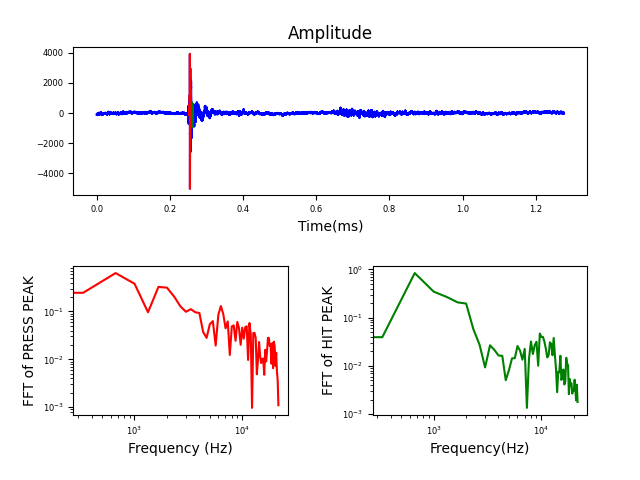 Amplitude
4000
2000
0
−2000
−4000
0.0 0.2 0.4 0.6 0.8 1.0 1.2
Time(ms)
FFT of PRESS PEAK
10⁻¹
10⁻²
10⁻³
10³ 10⁴
Frequency (Hz)
FFT of HIT PEAK
10⁰
10⁻¹
10⁻²
10⁻³
10³ 10⁴
Frequency(Hz)